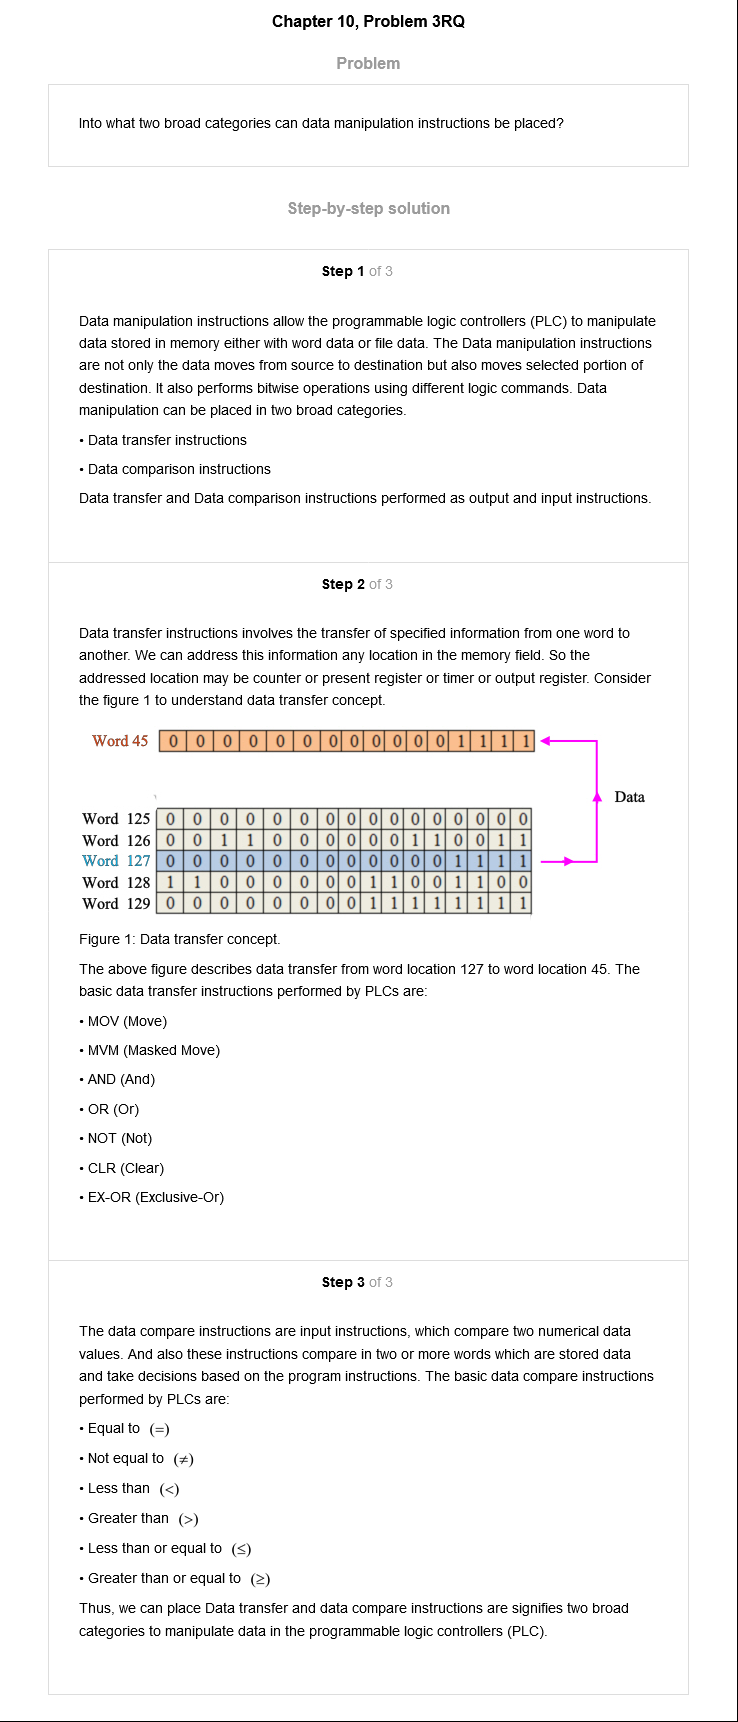 Chapter 10, Problem 3RQ
Problem
Into what two broad categories can data manipulation instructions be placed?
Step-by-step solution
Step 1 of 3
Data manipulation instructions allow the programmable logic controllers (PLC) to manipulate
data stored in memory either with word data or file data. The Data manipulation instructions
are not only the data moves from source to destination but also moves selected portion of
destination. It also performs bitwise operations using different logic commands. Data
manipulation can be placed in two broad categories.
• Data transfer instructions
• Data comparison instructions
Data transfer and Data comparison instructions performed as output and input instructions.
Step 2 of 3
Data transfer instructions involves the transfer of specified information from one word to
another. We can address this information any location in the memory field. So the
addressed location may be counter or present register or timer or output register. Consider
the figure 1 to understand data transfer concept.
Word 45 0 0 0 0 0 0 0 0 0 0 0 0 1 1 1 1
Data
Word 125 0 0 0 0 0 0 0 0 0 0 0 0 0 0 0 0
Word 126 0 0 1 1 0 0 0 0 0 0 1 1 0 0 1 1
Word 127 0 0 0 0 0 0 0 0 0 0 0 0 1 1 1 1
Word 128 1 1 0 0 0 0 0 0 1 1 0 0 1 1 0 0
Word 129 0 0 0 0 0 0 0 0 1 1 1 1 1 1 1 1
Figure 1: Data transfer concept.
The above figure describes data transfer from word location 127 to word location 45. The
basic data transfer instructions performed by PLCs are:
• MOV (Move)
• MVM (Masked Move)
• AND (And)
• OR (Or)
• NOT (Not)
• CLR (Clear)
• EX-OR (Exclusive-Or)
Step 3 of 3
The data compare instructions are input instructions, which compare two numerical data
values. And also these instructions compare in two or more words which are stored data
and take decisions based on the program instructions. The basic data compare instructions
performed by PLCs are:
• Equal to (=)
• Not equal to (≠)
• Less than (<)
• Greater than (>)
• Less than or equal to (≤)
• Greater than or equal to (≥)
Thus, we can place Data transfer and data compare instructions are signifies two broad
categories to manipulate data in the programmable logic controllers (PLC).